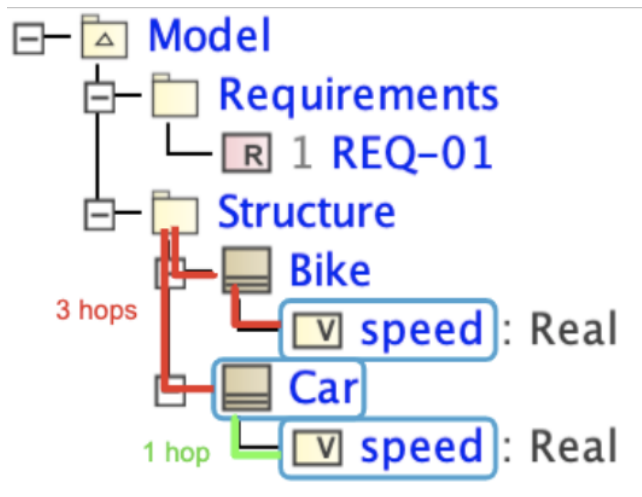 Model
Requirements
R 1 REQ-01
Structure
Bike
3 hops
V speed : Real
Car
1 hop
V speed : Real